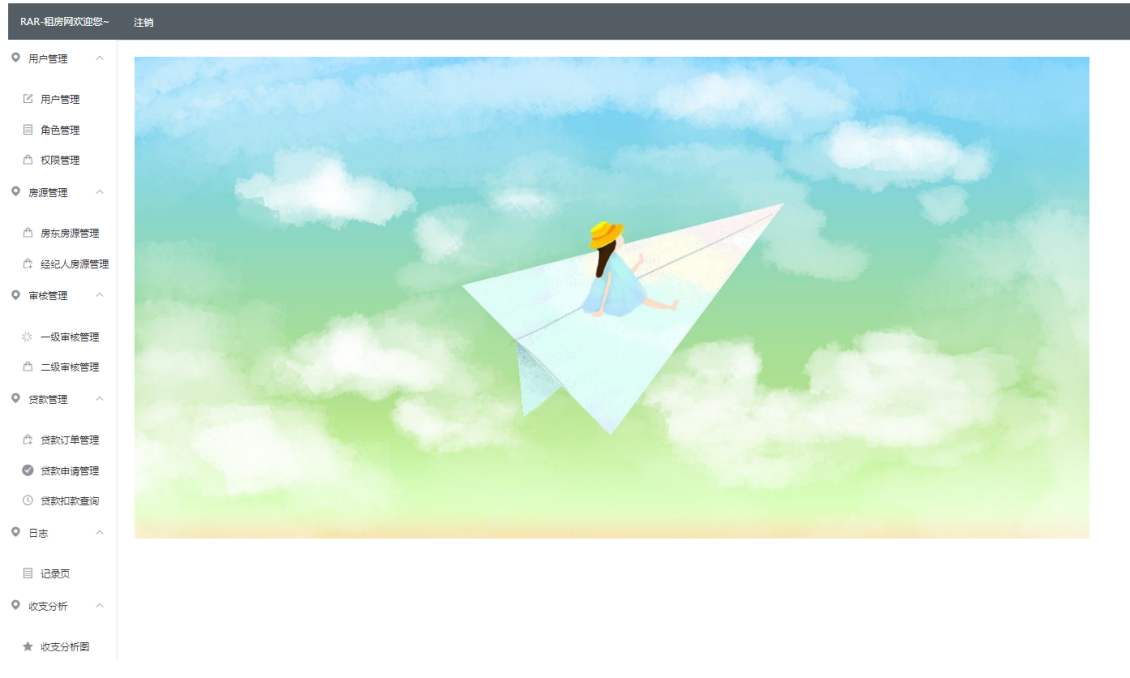 RAR-租房网欢迎您~ 注销
用户管理
用户管理
角色管理
权限管理
房源管理
房东房源管理
经纪人房源管理
审核管理
一级审核管理
二级审核管理
贷款管理
贷款订单管理
贷款申请管理
贷款扣款查询
日志
记录页
收支分析
收支分析图